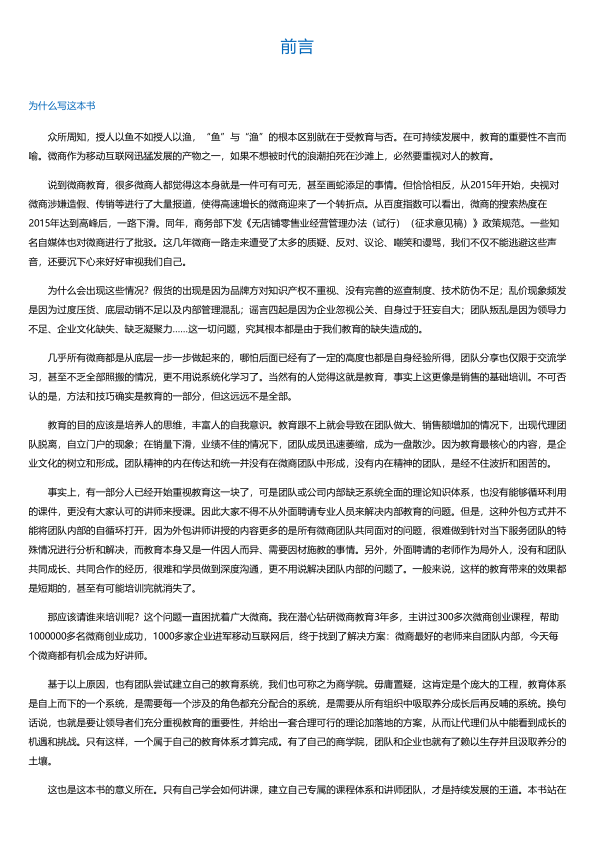 前言
为什么写这本书
众所周知，授人以鱼不如授人以渔，“鱼”与“渔”的根本区别就在于受教育与否。在可持续发展中，教育的重要性不言而
喻。微商作为移动互联网迅猛发展的产物之一，如果不想被时代的浪潮拍死在沙滩上，必然要重视对人的教育。
说到微商教育，很多微商人都觉得这本身就是一件可有可无，甚至画蛇添足的事情。但恰恰相反，从2015年开始，央视对
微商涉嫌造假、传销等进行了大量报道，使得高速增长的微商迎来了一个转折点。从百度指数可以看出，微商的搜索热度在
2015年达到高峰后，一路下滑。同年，商务部下发《无店铺零售业经营管理办法（试行）（征求意见稿）》政策规范。一些知
名自媒体也对微商进行了批驳。这几年微商一路走来遭受了太多的质疑、反对、议论、嘲笑和谩骂，我们不仅不能逃避这些声
音，还要沉下心来好好审视我们自己。
为什么会出现这些情况？假货的出现是因为品牌方对知识产权不重视、没有完善的巡查制度、技术防伪不足；乱价现象频发
是因为过度压货、底层动销不足以及内部管理混乱；谣言四起是因为企业忽视公关、自身过于狂妄自大；团队叛乱是因为领导力
不足、企业文化缺失、缺乏凝聚力……这一切问题，究其根本都是由于我们教育的缺失造成的。
几乎所有微商都是从底层一步一步做起来的，哪怕后面已经有了一定的高度也都是自身经验所得，团队分享也仅限于交流学
习，甚至不乏全部照搬的情况，更不用说系统化学习了。当然有的人觉得这就是教育，事实上这更像是销售的基础培训。不可否
认的是，方法和技巧确实是教育的一部分，但这远远不是全部。
教育的目的应该是培养人的思维，丰富人的自我意识。教育跟不上就会导致在团队做大、销售额增加的情况下，出现代理团
队脱离，自立门户的现象；在销量下滑，业绩不佳的情况下，团队成员迅速萎缩，成为一盘散沙。因为教育最核心的内容，是企
业文化的树立和形成。团队精神的内在传达和统一并没有在微商团队中形成，没有内在精神的团队，是经不住波折和困苦的。
事实上，有一部分人已经开始重视教育这一块了，可是团队或公司内部缺乏系统全面的理论知识体系，也没有能够循环利用
的课件，更没有大家认可的讲师来授课。因此大家不得不从外面聘请专业人员来解决内部教育的问题。但是，这种外包方式并不
能将团队内部的自循环打开，因为外包讲师讲授的内容更多的是所有微商团队共同面对的问题，很难做到针对当下服务团队的特
殊情况进行分析和解决，而教育本身又是一件因人而异、需要因材施教的事情。另外，外面聘请的老师作为局外人，没有和团队
共同成长、共同合作的经历，很难和学员做到深度沟通，更不用说解决团队内部的问题了。一般来说，这样的教育带来的效果都
是短期的，甚至有可能培训完就消失了。
那应该请谁来培训呢？这个问题一直困扰着广大微商。我在潜心钻研微商教育3年多，主讲过300多次微商创业课程，帮助
1000000多名微商创业成功，1000多家企业进军移动互联网后，终于找到了解决方案：微商最好的老师来自团队内部，今天每
个微商都有机会成为好讲师。
基于以上原因，也有团队尝试建立自己的教育系统，我们也可称之为商学院。毋庸置疑，这肯定是个庞大的工程，教育体系
是自上而下的一个系统，是需要每一个涉及的角色都充分配合的系统，是需要从所有组织中吸取养分成长后再反哺的系统。换句
话说，也就是要让领导者们充分重视教育的重要性，并给出一套合理可行的理论加落地的方案，从而让代理们从中能看到成长的
机遇和挑战。只有这样，一个属于自己的教育体系才算完成。有了自己的商学院，团队和企业也就有了赖以生存并且汲取养分的
土壤。
这也是这本书的意义所在。只有自己学会如何讲课，建立自己专属的课程体系和讲师团队，才是持续发展的王道。本书站在